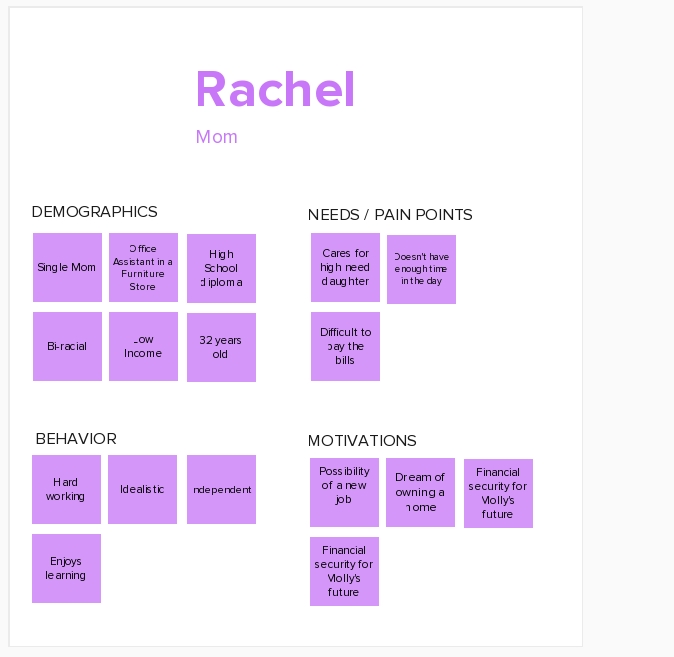 Rachel
Mom
DEMOGRAPHICS
Single Mom
Office
Assistant in a
Furniture
Store
High
School
diploma
Bi-racial
Low
Income
32 years
old
NEEDS / PAIN POINTS
Cares for
high need
daughter
Doesn't have
enough time
in the day
Difficult to
pay the
bills
BEHAVIOR
Hard
working
Idealistic
Independent
Enjoys
learning
MOTIVATIONS
Possibility
of a new
job
Dream of
owning a
home
Financial
security for
Molly's
future
Financial
security for
Molly's
future